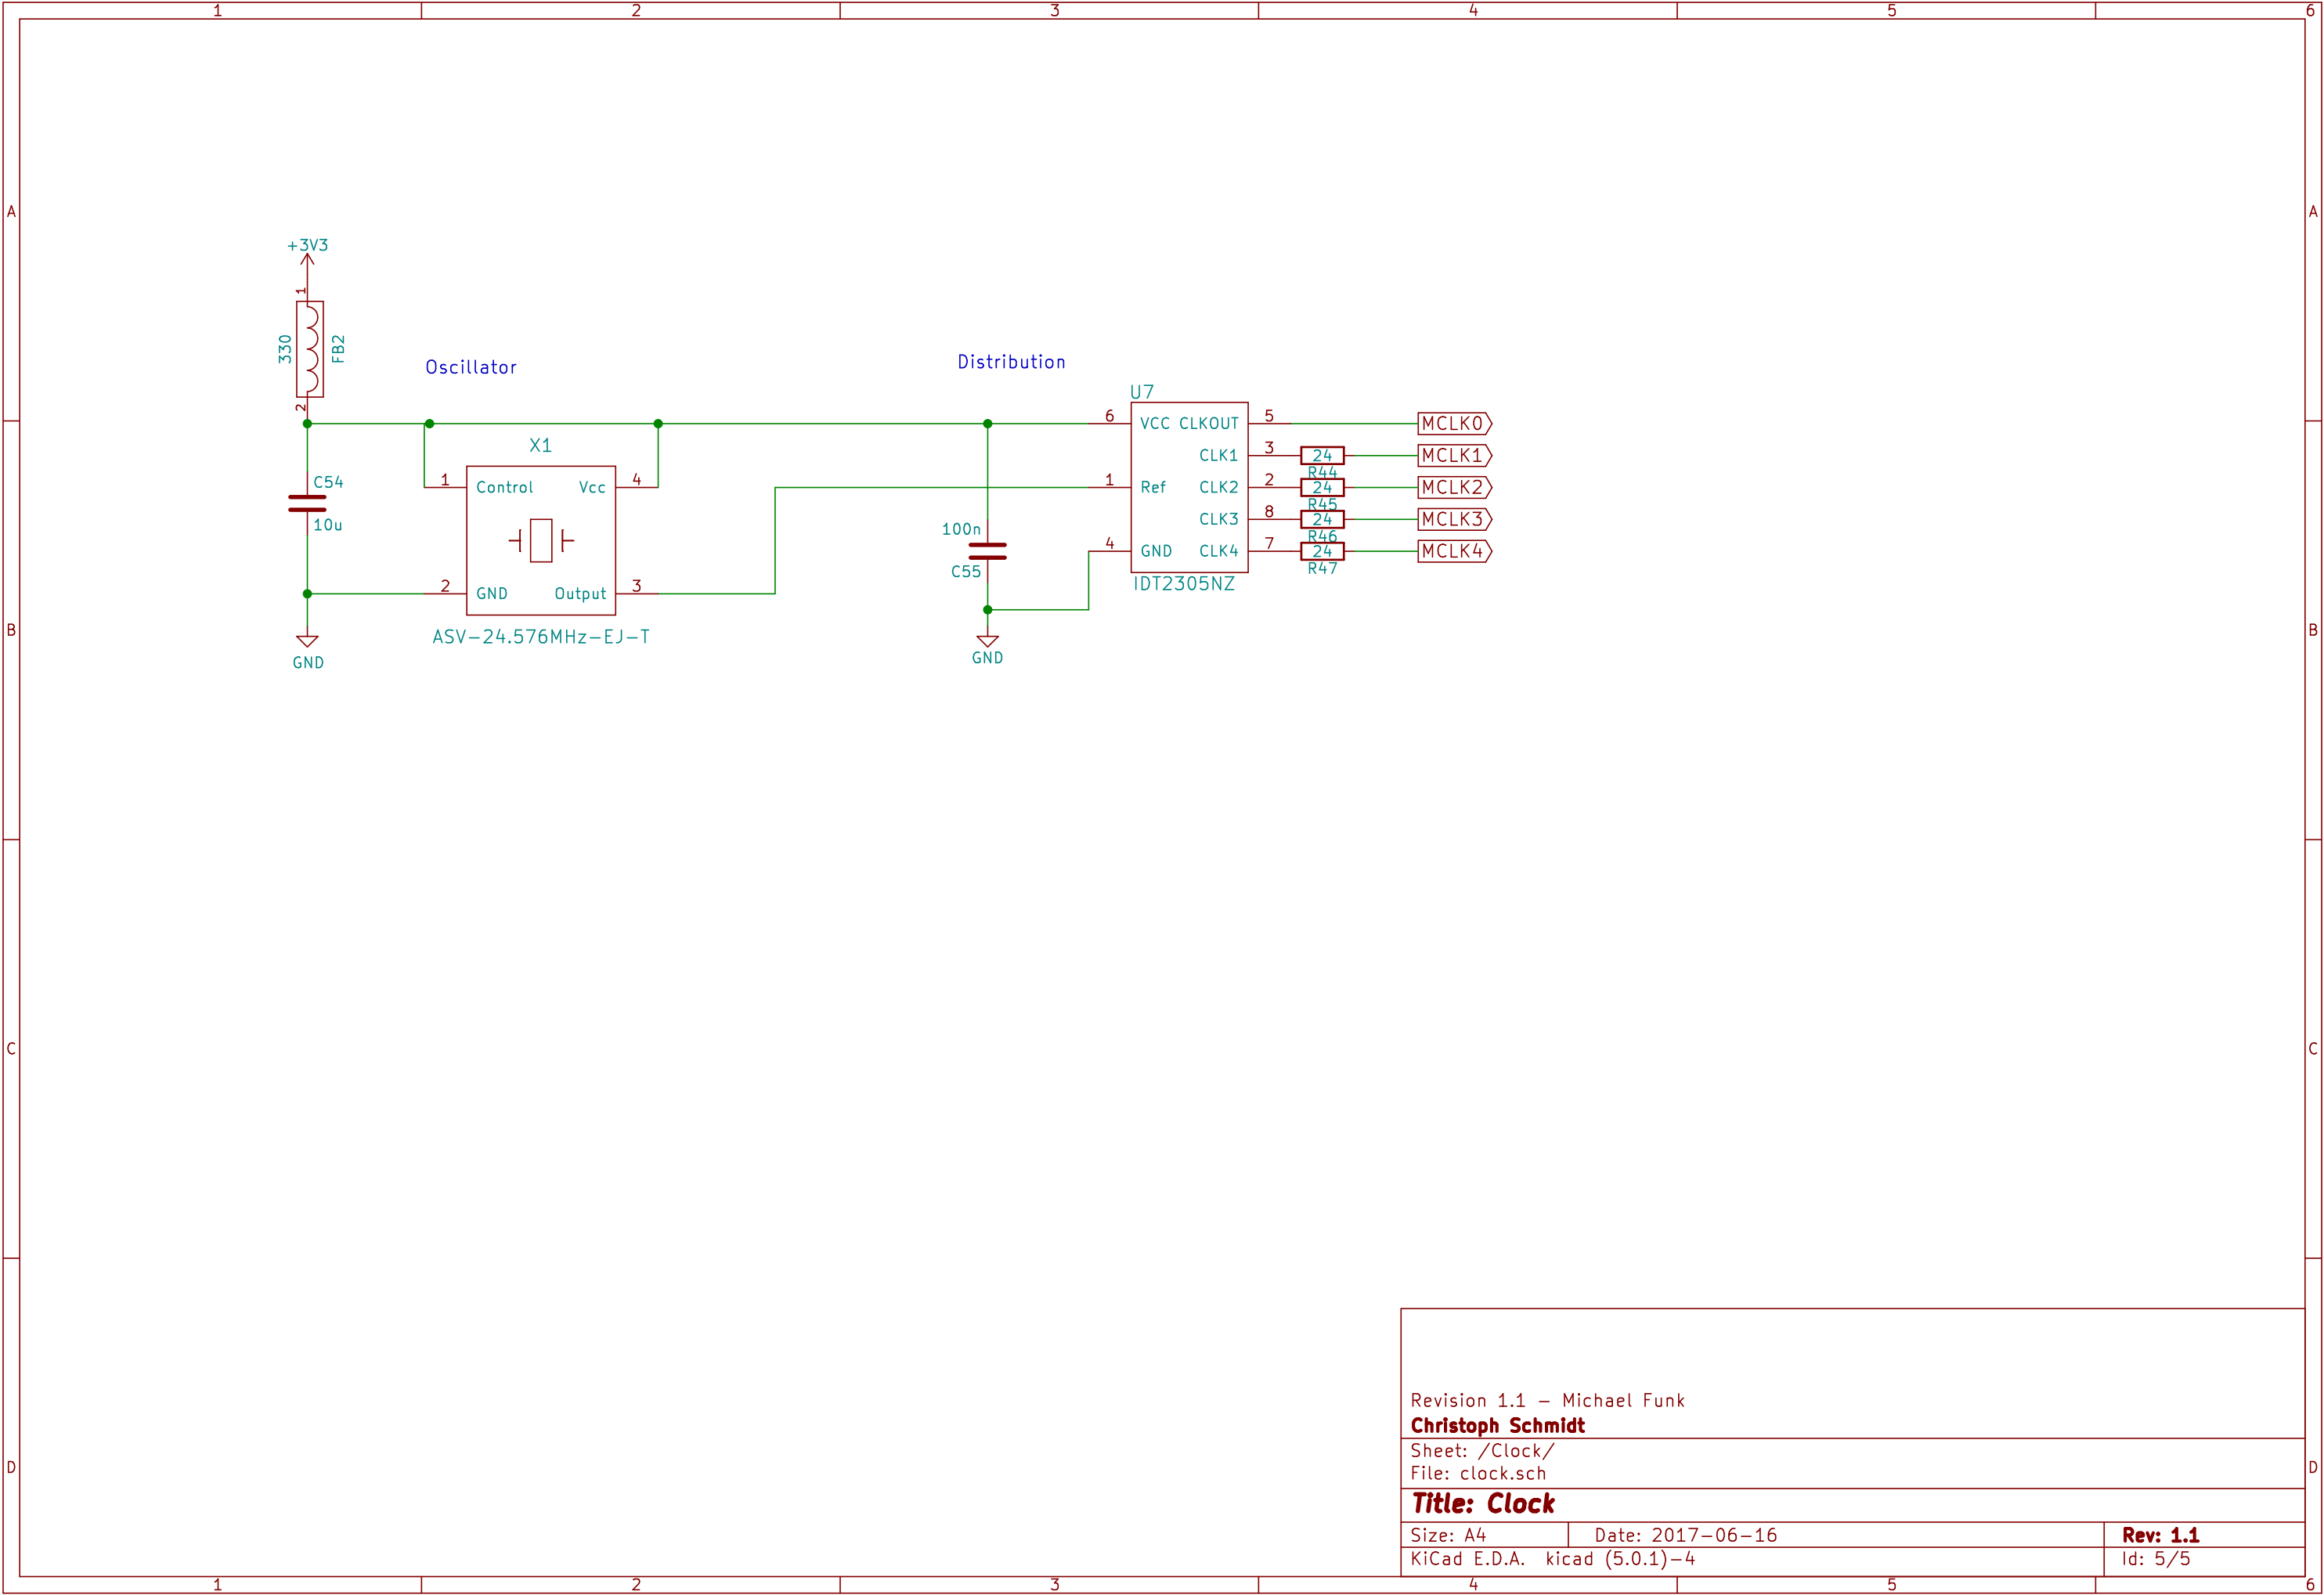 1 2 3 4 5 6
A A
+3V3
1
330
FB2
2
Oscillator
Distribution
U7
6 VCC CLKOUT 5 MCLK0
X1
CLK1 3 24 MCLK1
R44
C54
1 Control Vcc 4
1 Ref CLK2 2 24 MCLK2
R45
10u
100n
CLK3 8 24 MCLK3
R46
4 GND CLK4 7 24 MCLK4
C55
R47
IDT2305NZ
2 GND Output 3
B B
ASV-24.576MHz-EJ-T
GND
GND
C C
Revision 1.1 - Michael Funk
Christoph Schmidt
Sheet: /Clock/
File: clock.sch
D D
Title: Clock
Size: A4 Date: 2017-06-16 Rev: 1.1
KiCad E.D.A. kicad (5.0.1)-4 Id: 5/5
1 2 3 4 5 6